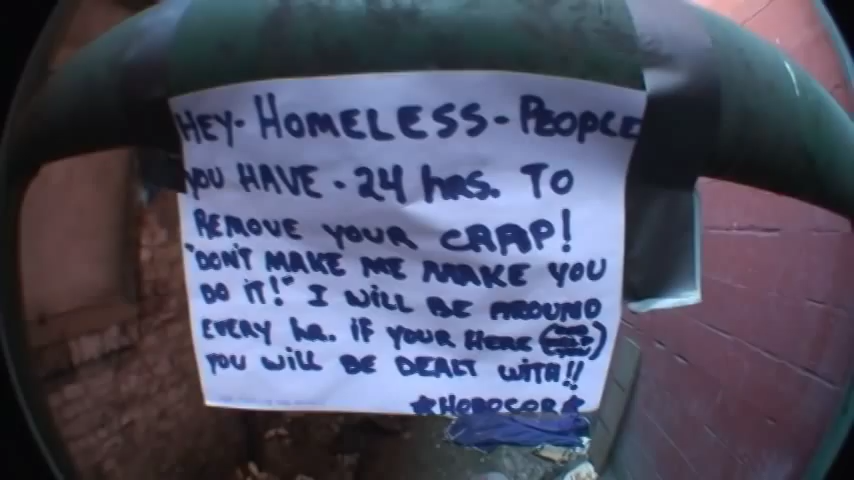 HEY- HOMELESS- PEOPLE
YOU HAVE - 24 hrs. TO
REMOVE YOUR CRAP!
"DON'T MAKE ME MAKE YOU
DO IT!" I WILL BE AROUND
EVERY hr. IF YOUR HERE
YOU WILL BE DEALT WITH!!
★HOBOCOP★